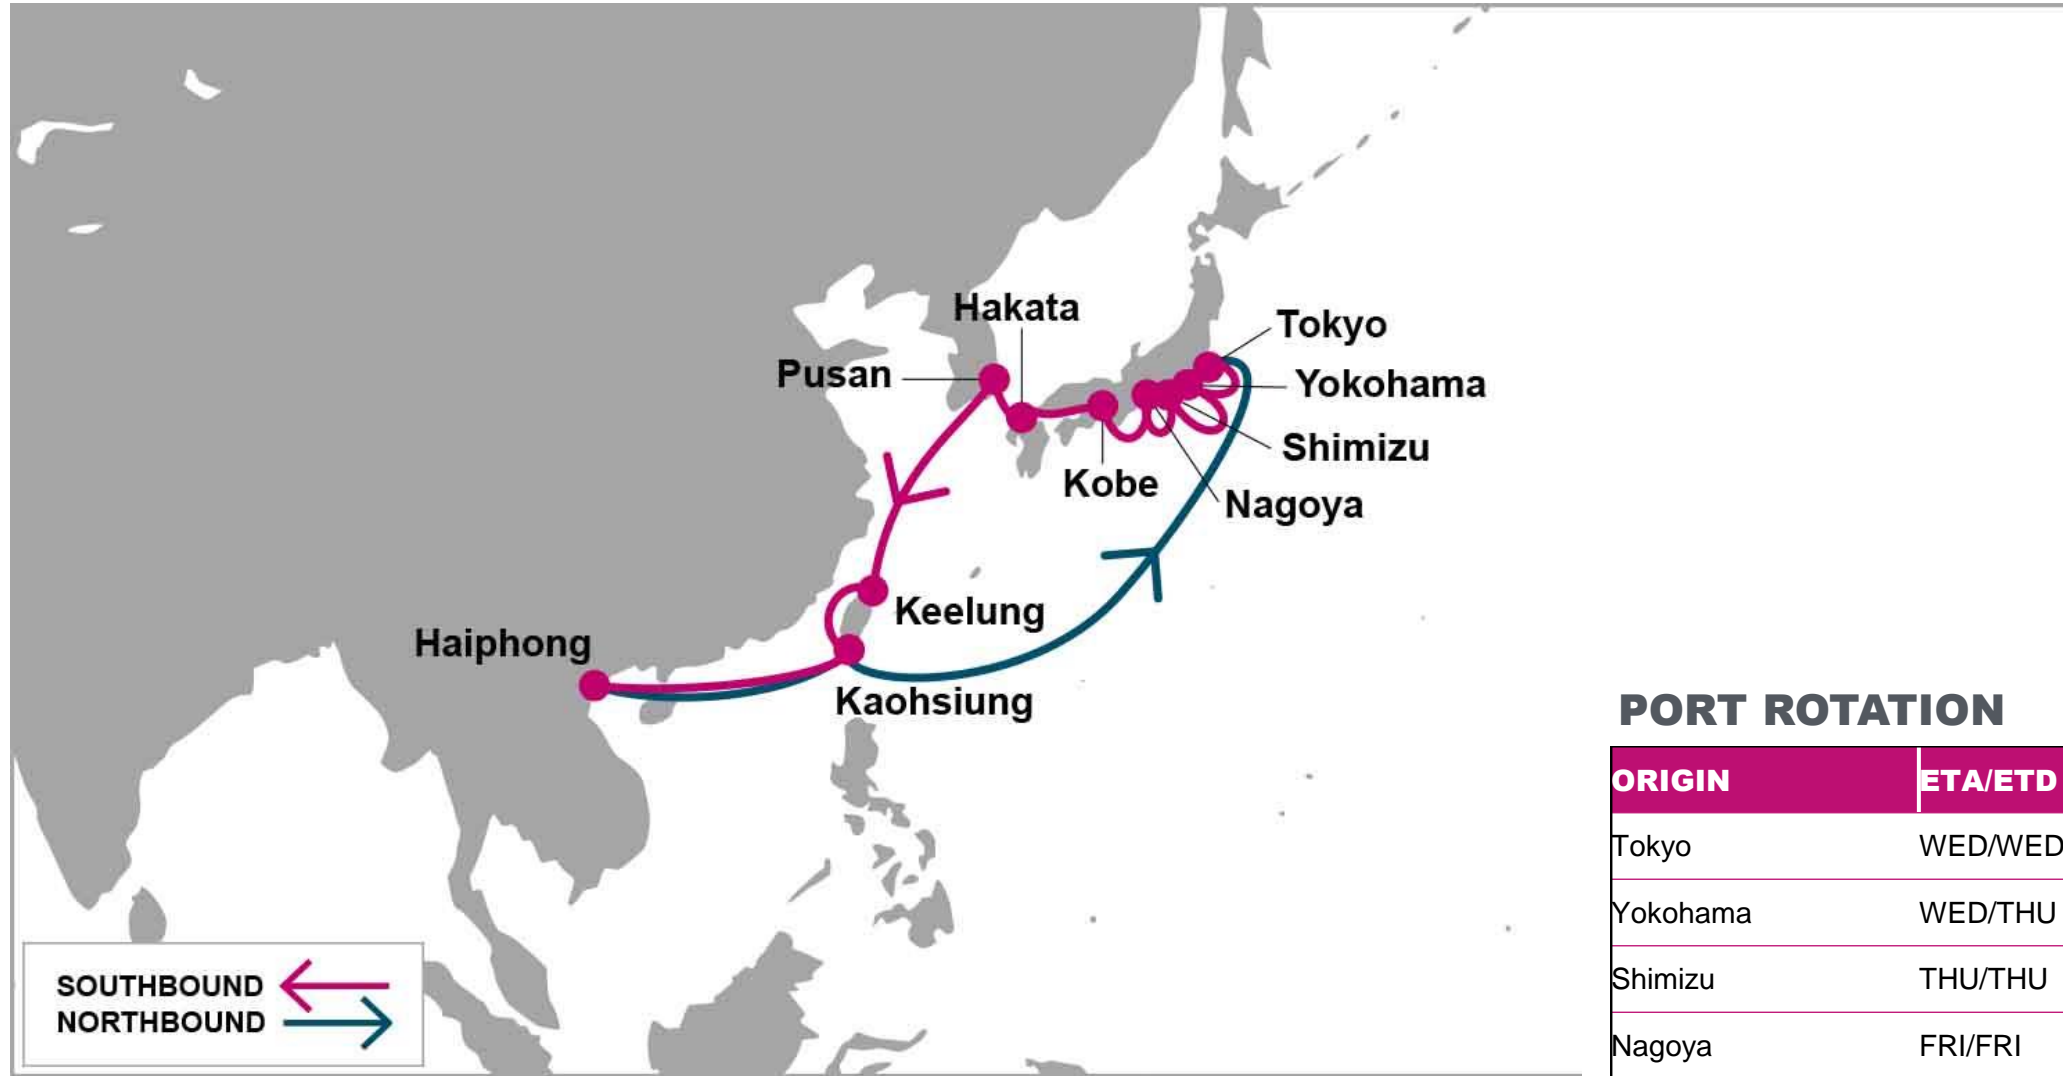 Hakata
Tokyo
Pusan
Yokohama
Shimizu
Kobe
Nagoya
Keelung
Haiphong
Kaohsiung
SOUTHBOUND
NORTHBOUND
PORT ROTATION
ORIGIN ETA/ETD
Tokyo WED/WED
Yokohama WED/THU
Shimizu THU/THU
Nagoya FRI/FRI